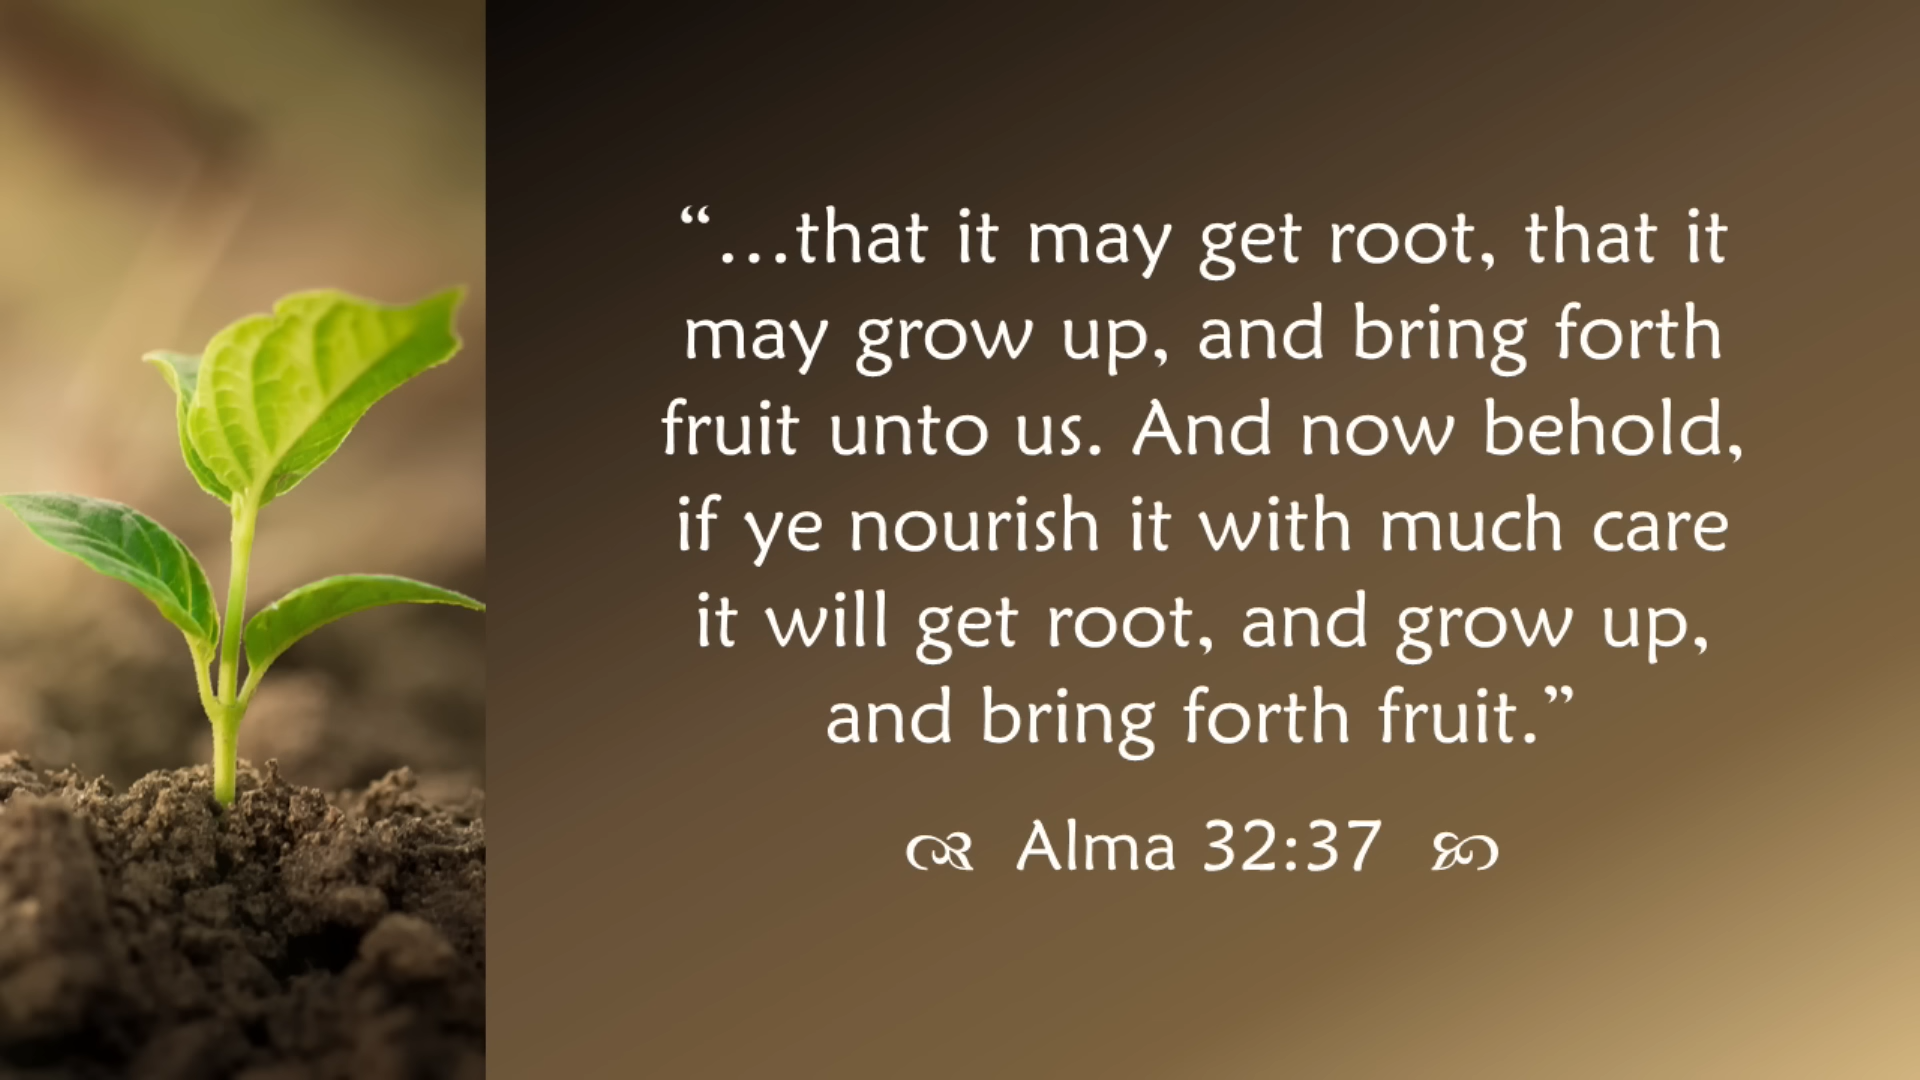 “...that it may get root, that it
may grow up, and bring forth
fruit unto us. And now behold,
if ye nourish it with much care
it will get root, and grow up,
and bring forth fruit.”
Alma 32:37